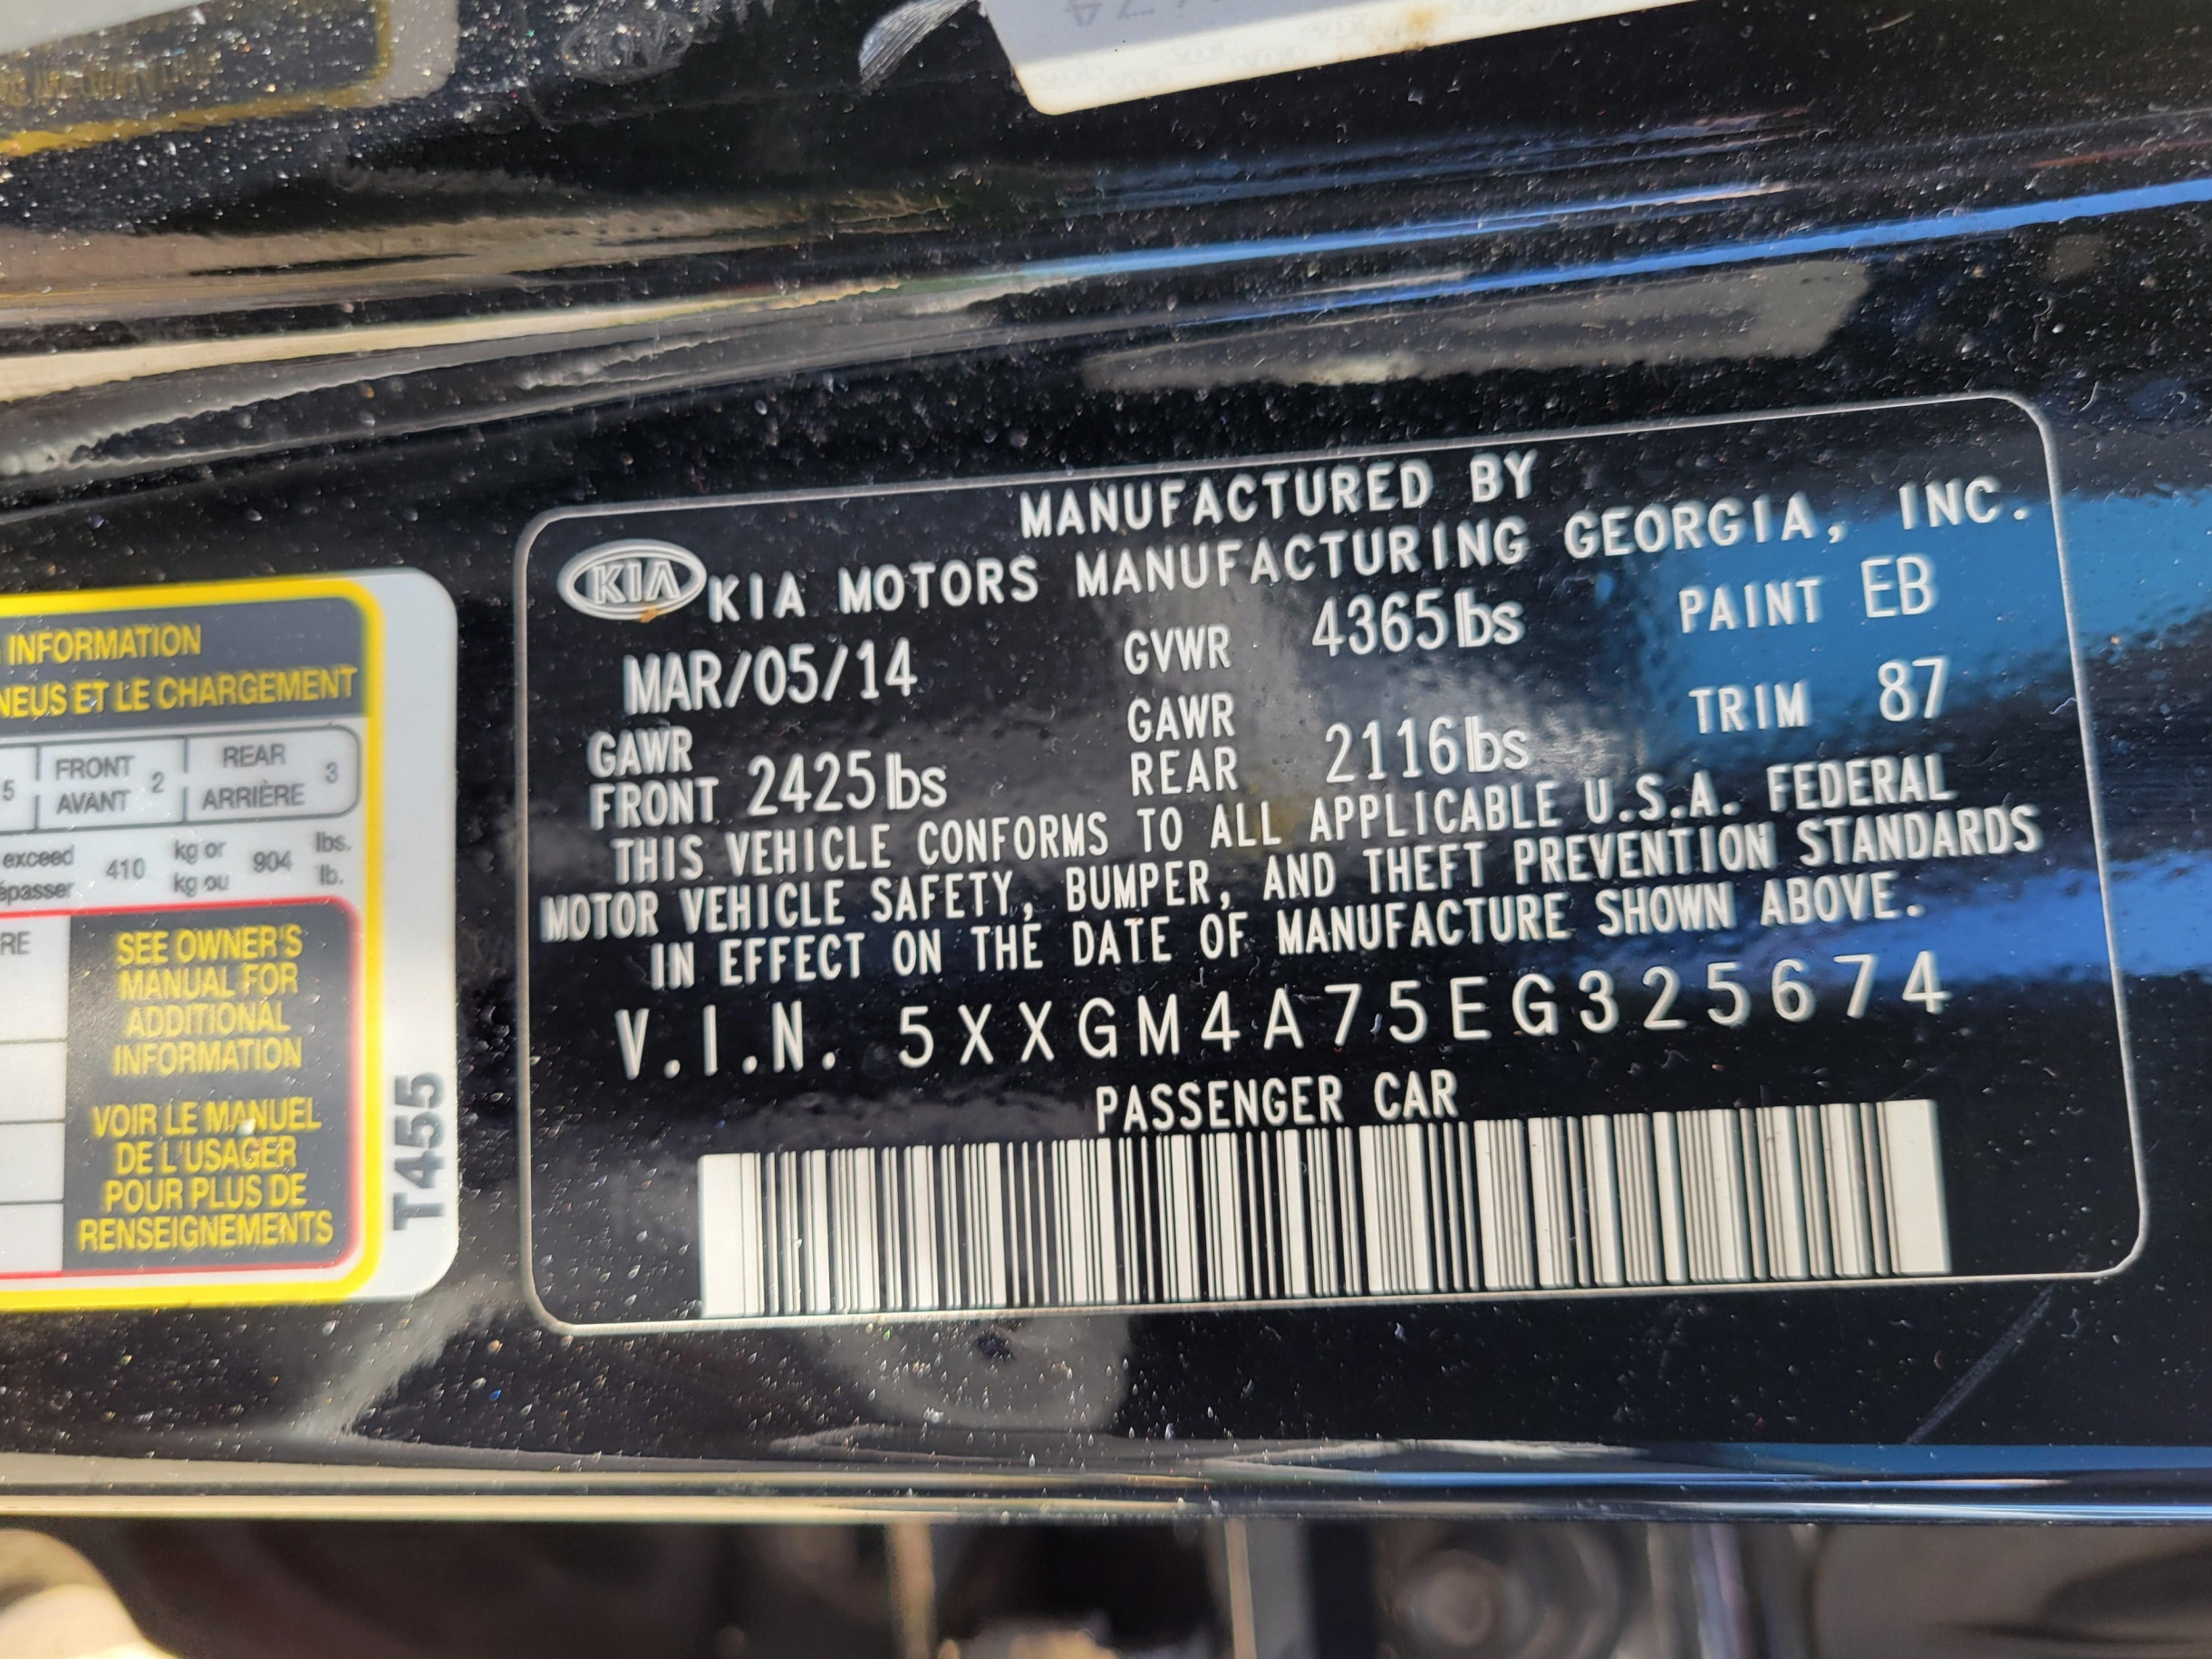 INFORMATION
NEUS ET LE CHARGEMENT
5 FRONT AVANT 2 REAR ARRIÈRE 3
exceed 410 kg or 904 lbs.
kg ou lb.
RE
SEE OWNER'S
MANUAL FOR
ADDITIONAL
INFORMATION
VOIR LE MANUEL
DE L'USAGER
POUR PLUS DE
RENSEIGNEMENTS
T455
MANUFACTURED BY
KIA KIA MOTORS MANUFACTURING GEORGIA, INC.
MAR/05/14 GVWR 4365lbs PAINT EB
GAWR FRONT 2425lbs GAWR REAR 2116lbs TRIM 87
THIS VEHICLE CONFORMS TO ALL APPLICABLE U.S.A. FEDERAL
MOTOR VEHICLE SAFETY, BUMPER, AND THEFT PREVENTION STANDARDS
IN EFFECT ON THE DATE OF MANUFACTURE SHOWN ABOVE.
V.I.N. 5XXGM4A75EG325674
PASSENGER CAR